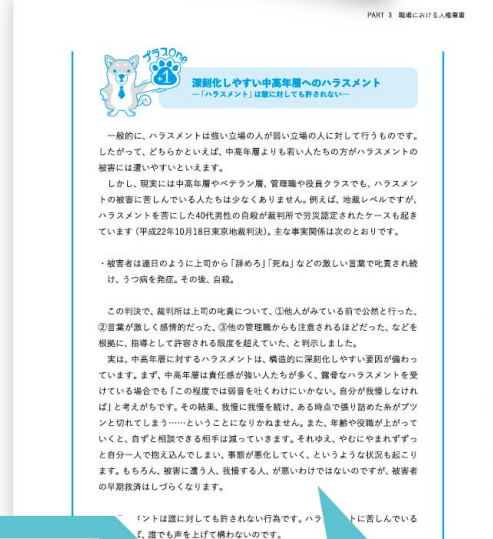 PART 3 職場における人権尊重
プラスOne
+1
深刻化しやすい中高年層へのハラスメント
―「ハラスメント」は誰に対しても許されない―
一般的に、ハラスメントは強い立場の人が弱い立場の人に対して行うものです。
したがって、どちらかといえば、中高年層よりも若い人たちの方がハラスメントの
被害には遭いやすいといえます。
しかし、現実には中高年層やベテラン層、管理職や役員クラスでも、ハラスメン
トの被害に苦しんでいる人たちは少なくありません。例えば、地裁レベルですが、
ハラスメントを苦にした40代男性の自殺が裁判所で労災認定されたケースも起き
ています（平成22年10月18日東京地裁判決）。主な事実関係は次のとおりです。
・被害者は連日のように上司から「辞めろ」「死ね」などの激しい言葉で叱責され続
け、うつ病を発症。その後、自殺。
この判決で、裁判所は上司の叱責について、①他人がみている前で公然と行った、
②言葉が激しく感情的だった、③他の管理職からも注意されるほどだった、などを
根拠に、指導として許容される限度を超えていた、と判示しました。
実は、中高年層に対するハラスメントは、構造的に深刻化しやすい要因が備わっ
ています。まず、中高年層は責任感が強い人たちが多く、露骨なハラスメントを受
けている場合でも「この程度では弱音を吐くわけにいかない。自分が我慢しなけれ
ば」と考えがちです。その結果、我慢に我慢を続け、ある時点で張り詰めた糸がプツ
ンと切れてしまう……ということになりかねません。また、年齢や役職が上がって
いくと、自ずと相談できる相手は減っていきます。それゆえ、やむにやまれずずっ
と自分一人で抱え込んでしまい、事態が悪化していく、というような状況も起こり
ます。もちろん、被害に遭う人、我慢する人、が悪いわけではないのですが、被害者
の早期救済はしづらくなります。
ントは誰に対しても許されない行為です。ハラ トに苦しんでいる
ば、誰でも声を上げて構わないのです。